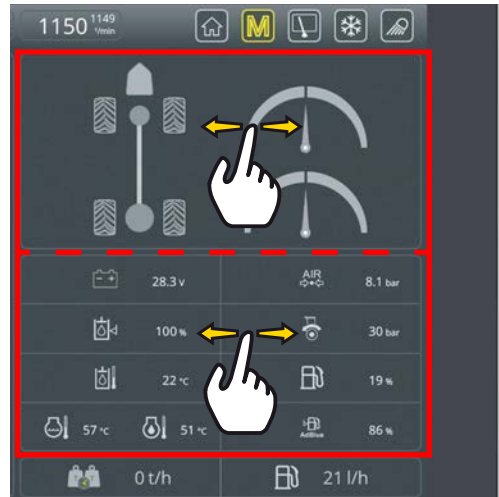 1150 1149
1/min
M
28.3 v
AIR
8.1 bar
100 %
30 bar
22 °C
19 %
57 °C
51 °C
AdBlue
86 %
0 t/h
21 l/h